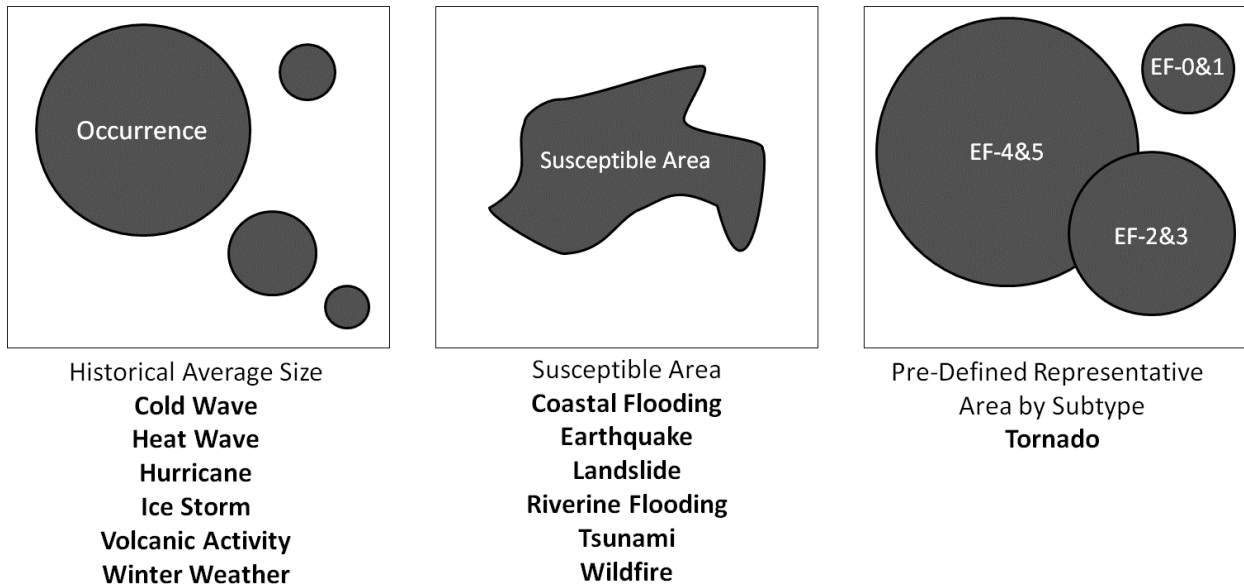 Occurrence
Historical Average Size
Cold Wave
Heat Wave
Hurricane
Ice Storm
Volcanic Activity
Winter Weather
Susceptible Area
Susceptible Area
Coastal Flooding
Earthquake
Landslide
Riverine Flooding
Tsunami
Wildfire
EF-0&1
EF-4&5
EF-2&3
Pre-Defined Representative
Area by Subtype
Tornado